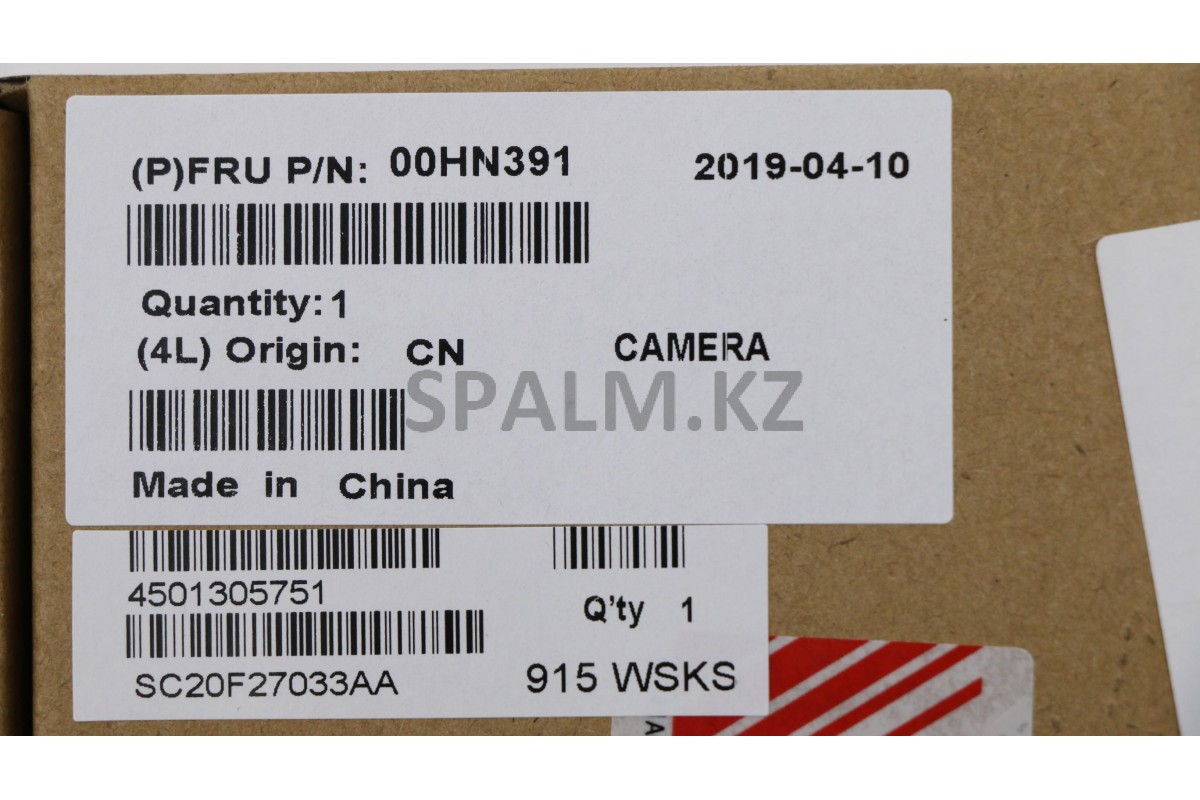 (P)FRU P/N: 00HN391 2019-04-10
Quantity: 1
(4L) Origin: CN CAMERA
SPALM.KZ
Made in China
4501305751
Q'ty 1
SC20F27033AA 915 WSKS
A